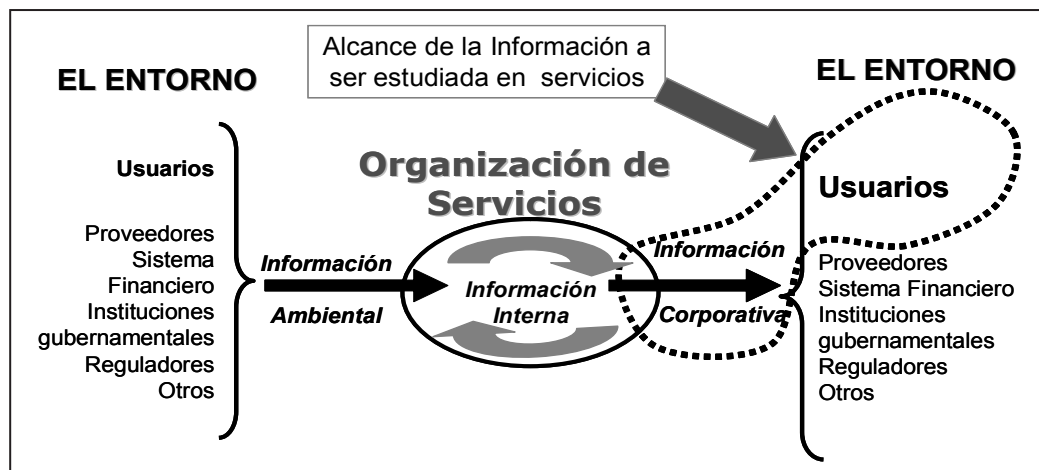 Alcance de la Información a
ser estudiada en servicios
EL ENTORNO
Usuarios
Proveedores
Sistema
Financiero
Instituciones
gubernamentales
Reguladores
Otros
Información
Ambiental
Organización de
Servicios
Información
Interna
Información
Corporativa
EL ENTORNO
Usuarios
Proveedores
Sistema Financiero
Instituciones
gubernamentales
Reguladores
Otros